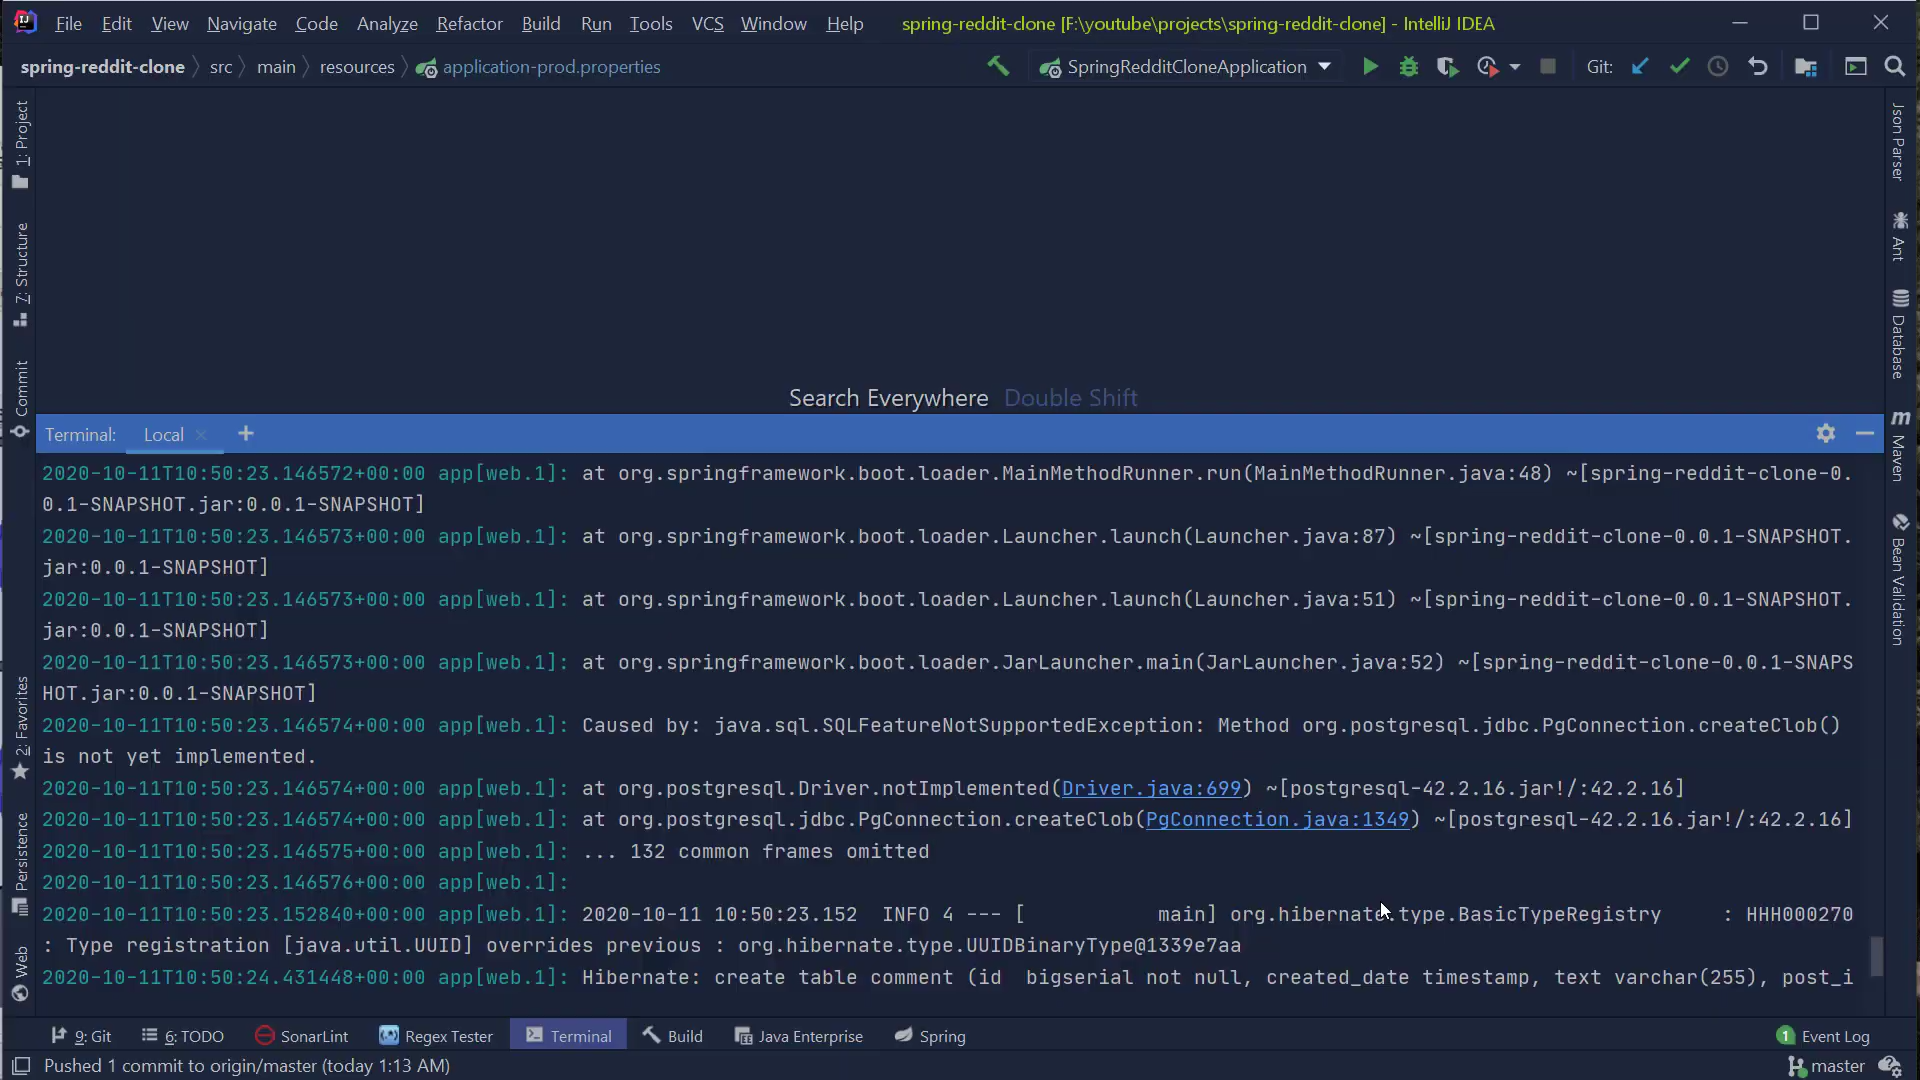 File Edit View Navigate Code Analyze Refactor Build Run Tools VCS Window Help spring-reddit-clone [F:\youtube\projects\spring-reddit-clone] - IntelliJ IDEA
spring-reddit-clone src main resources application-prod.properties SpringRedditCloneApplication Git:
1: Project
7: Structure
Commit
2: Favorites
Persistence
Web
Search Everywhere Double Shift
Terminal: Local
2020-10-11T10:50:23.146572+00:00 app[web.1]: at org.springframework.boot.loader.MainMethodRunner.run(MainMethodRunner.java:48) ~[spring-reddit-clone-0.
0.1-SNAPSHOT.jar:0.0.1-SNAPSHOT]
2020-10-11T10:50:23.146573+00:00 app[web.1]: at org.springframework.boot.loader.Launcher.launch(Launcher.java:87) ~[spring-reddit-clone-0.0.1-SNAPSHOT.
jar:0.0.1-SNAPSHOT]
2020-10-11T10:50:23.146573+00:00 app[web.1]: at org.springframework.boot.loader.Launcher.launch(Launcher.java:51) ~[spring-reddit-clone-0.0.1-SNAPSHOT.
jar:0.0.1-SNAPSHOT]
2020-10-11T10:50:23.146573+00:00 app[web.1]: at org.springframework.boot.loader.JarLauncher.main(JarLauncher.java:52) ~[spring-reddit-clone-0.0.1-SNAPS
HOT.jar:0.0.1-SNAPSHOT]
2020-10-11T10:50:23.146574+00:00 app[web.1]: Caused by: java.sql.SQLFeatureNotSupportedException: Method org.postgresql.jdbc.PgConnection.createClob()
is not yet implemented.
2020-10-11T10:50:23.146574+00:00 app[web.1]: at org.postgresql.Driver.notImplemented(Driver.java:699) ~[postgresql-42.2.16.jar!/:42.2.16]
2020-10-11T10:50:23.146574+00:00 app[web.1]: at org.postgresql.jdbc.PgConnection.createClob(PgConnection.java:1349) ~[postgresql-42.2.16.jar!/:42.2.16]
2020-10-11T10:50:23.146575+00:00 app[web.1]: ... 132 common frames omitted
2020-10-11T10:50:23.146576+00:00 app[web.1]:
2020-10-11T10:50:23.152840+00:00 app[web.1]: 2020-10-11 10:50:23.152 INFO 4 --- [ main] org.hibernate.type.BasicTypeRegistry : HHH000270
: Type registration [java.util.UUID] overrides previous : org.hibernate.type.UUIDBinaryType@1339e7aa
2020-10-11T10:50:24.431448+00:00 app[web.1]: Hibernate: create table comment (id bigserial not null, created_date timestamp, text varchar(255), post_i
Json Parser
Ant
Database
m Maven
Bean Validation
9: Git 6: TODO SonarLint Regex Tester Terminal Build Java Enterprise Spring 1 Event Log
Pushed 1 commit to origin/master (today 1:13 AM) master